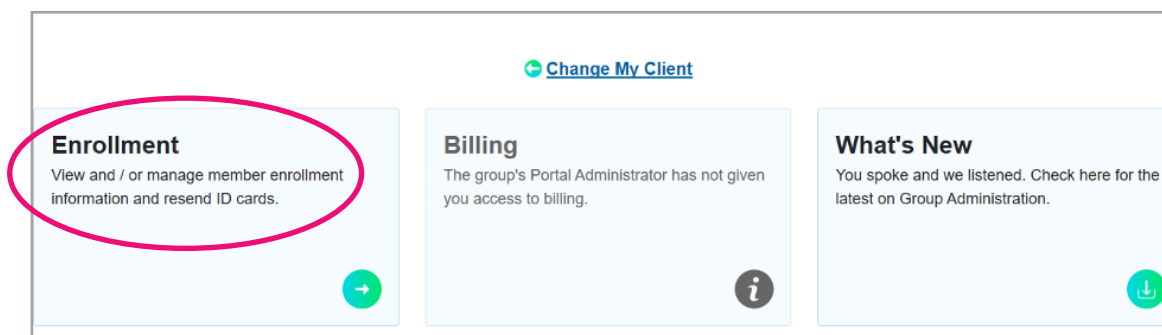 Change My Client
Enrollment
View and / or manage member enrollment
information and resend ID cards.
Billing
The group's Portal Administrator has not given
you access to billing.
What's New
You spoke and we listened. Check here for the
latest on Group Administration.